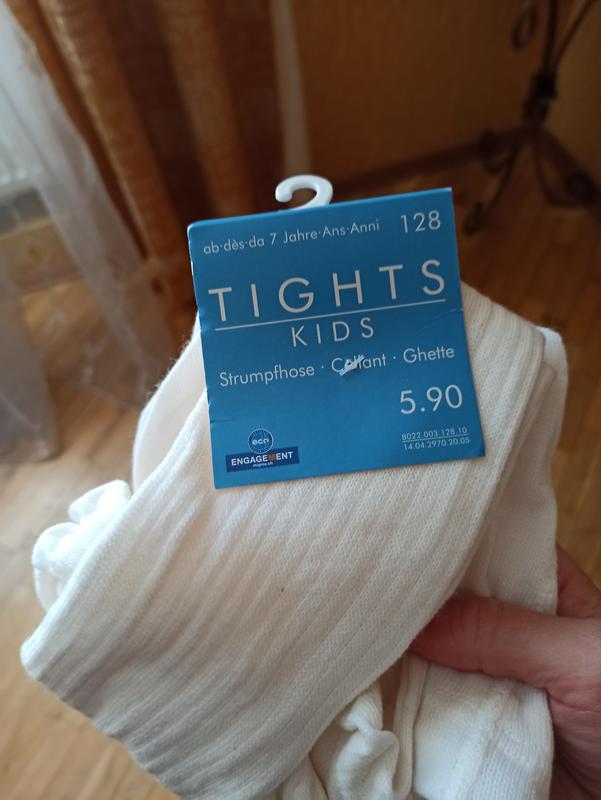 ab·dès·da 7 Jahre·Ans·Anni 128
TIGHTS
KIDS
Strumpfhose · Collant · Ghette
5.90
eco
ENGAGEMENT
migros.ch
8022.003.128.10
14.04.2970.20.05